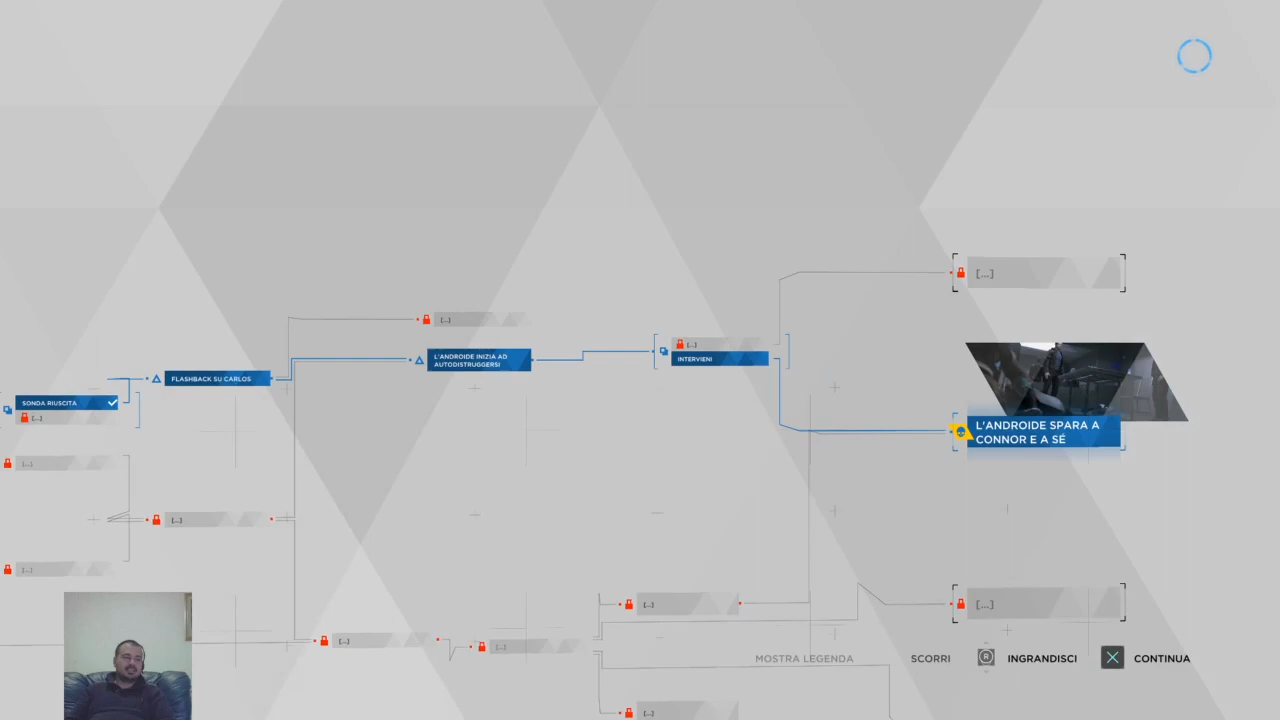 [...]
[...]
[...]
L'ANDROIDE INIZIA AD
AUTODISTRUGGERSI
INTERVIENI
FLASHBACK SU CARLOS
SONDA RIUSCITA
[...]
L'ANDROIDE SPARA A
CONNOR E A SÉ
[...]
[...]
[...]
[...]
[...]
[...]
[...]
MOSTRA LEGENDA
SCORRI
R
INGRANDISCI
CONTINUA
[...]